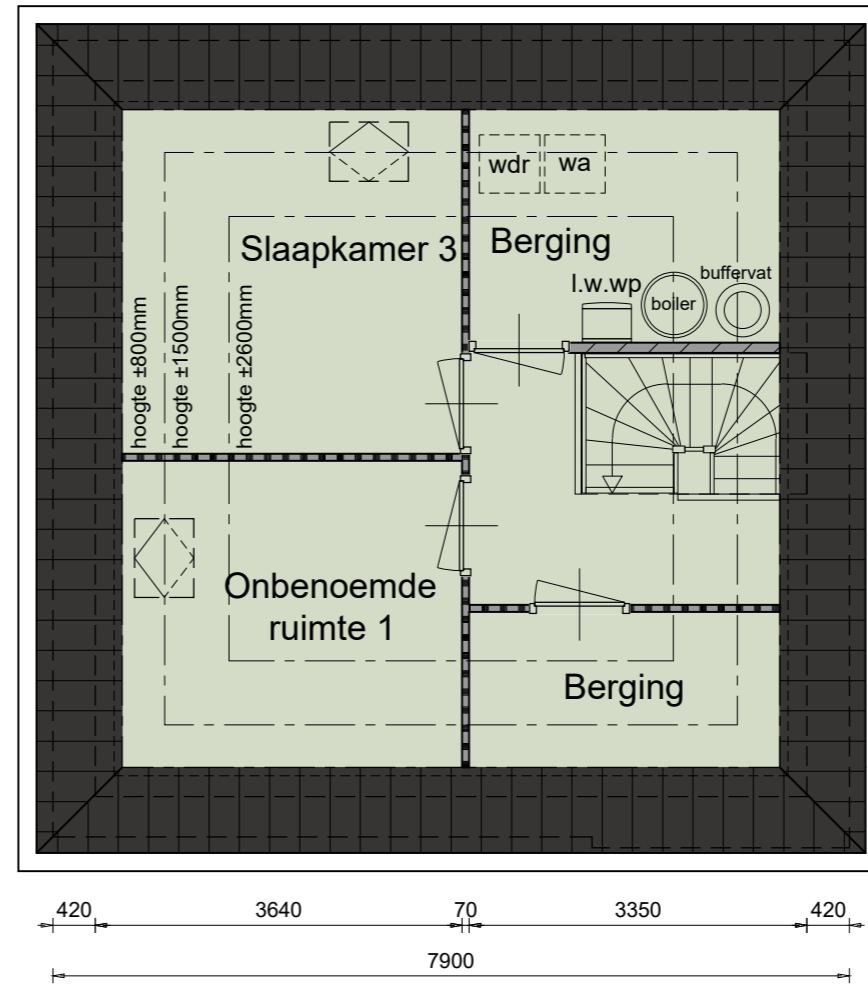 wdr
wa
Slaapkamer 3
Berging
l.w.wp
boiler
buffervat
hoogte ±800mm
hoogte ±1500mm
hoogte ±2600mm
Onbenoemde
ruimte 1
Berging
420
3640
70
3350
420
7900